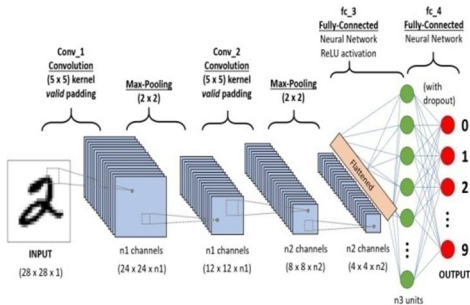 Conv_1
Convolution
(5 x 5) kernel
valid padding
Max-Pooling
(2 x 2)
Conv_2
Convolution
(5 x 5) kernel
valid padding
Max-Pooling
(2 x 2)
fc_3
Fully-Connected
Neural Network
ReLU activation
fc_4
Fully-Connected
Neural Network
(with
dropout)
Flattened
0
1
2
9
OUTPUT
INPUT
(28 x 28 x 1)
n1 channels
(24 x 24 x n1)
n1 channels
(12 x 12 x n1)
n2 channels
(8 x 8 x n2)
n2 channels
(4 x 4 x n2)
n3 units
2